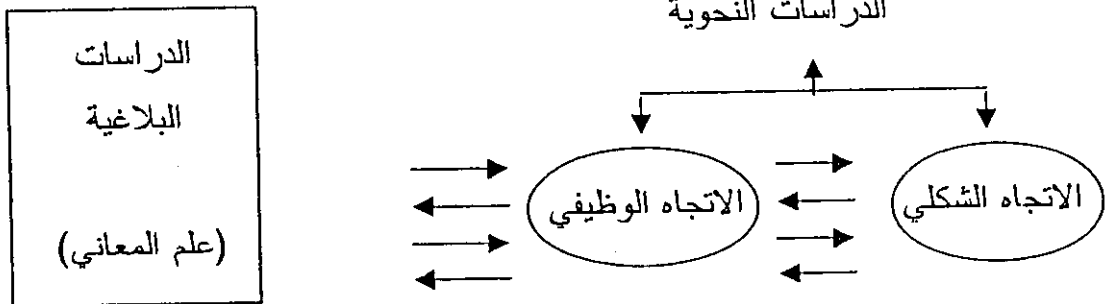 الدراسات النحوية
الاتجاه الشكلي
الاتجاه الوظيفي
الدراسات
البلاغية
(علم المعاني)